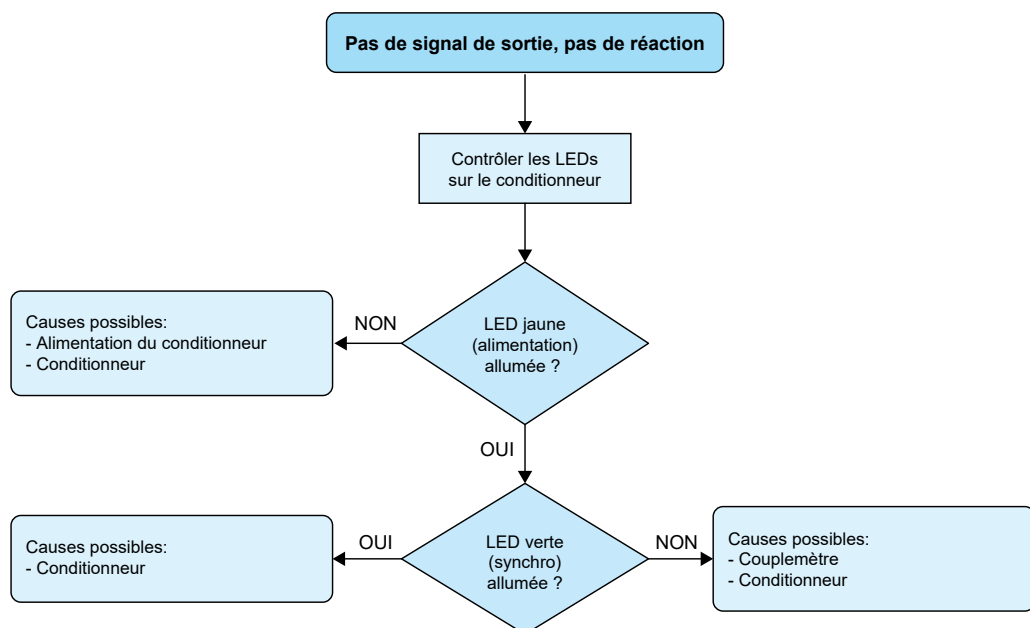 Pas de signal de sortie, pas de réaction
Contrôler les LEDs
sur le conditionneur
LED jaune
(alimentation)
allumée ?
NON
Causes possibles:
- Alimentation du conditionneur
- Conditionneur
OUI
LED verte
(synchro)
allumée ?
OUI
Causes possibles:
- Conditionneur
NON
Causes possibles:
- Couplemètre
- Conditionneur